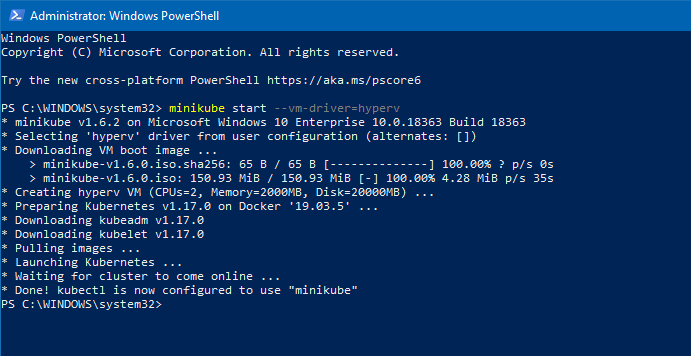 Administrator: Windows PowerShell
Windows PowerShell
Copyright (C) Microsoft Corporation. All rights reserved.
Try the new cross-platform PowerShell https://aka.ms/pscore6
PS C:\WINDOWS\system32> minikube start --vm-driver=hyperv
* minikube v1.6.2 on Microsoft Windows 10 Enterprise 10.0.18363 Build 18363
* Selecting 'hyperv' driver from user configuration (alternates: [])
* Downloading VM boot image ...
    > minikube-v1.6.0.iso.sha256: 65 B / 65 B [--------------] 100.00% ? p/s 0s
    > minikube-v1.6.0.iso: 150.93 MiB / 150.93 MiB [-] 100.00% 4.28 MiB p/s 35s
* Creating hyperv VM (CPUs=2, Memory=2000MB, Disk=20000MB) ...
* Preparing Kubernetes v1.17.0 on Docker '19.03.5' ...
* Downloading kubeadm v1.17.0
* Downloading kubelet v1.17.0
* Pulling images ...
* Launching Kubernetes ...
* Waiting for cluster to come online ...
* Done! kubectl is now configured to use "minikube"
PS C:\WINDOWS\system32>